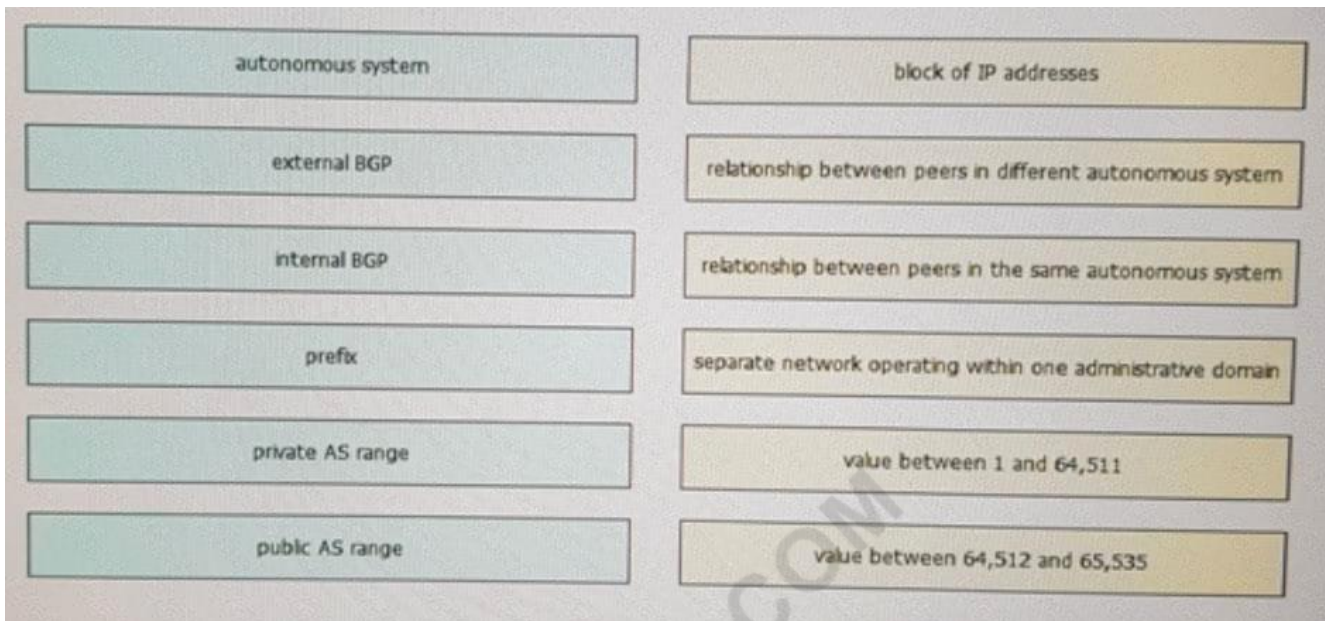 autonomous system
block of IP addresses
external BGP
relationship between peers in different autonomous system
internal BGP
relationship between peers in the same autonomous system
prefix
separate network operating within one administrative domain
private AS range
value between 1 and 64,511
public AS range
value between 64,512 and 65,535
COM